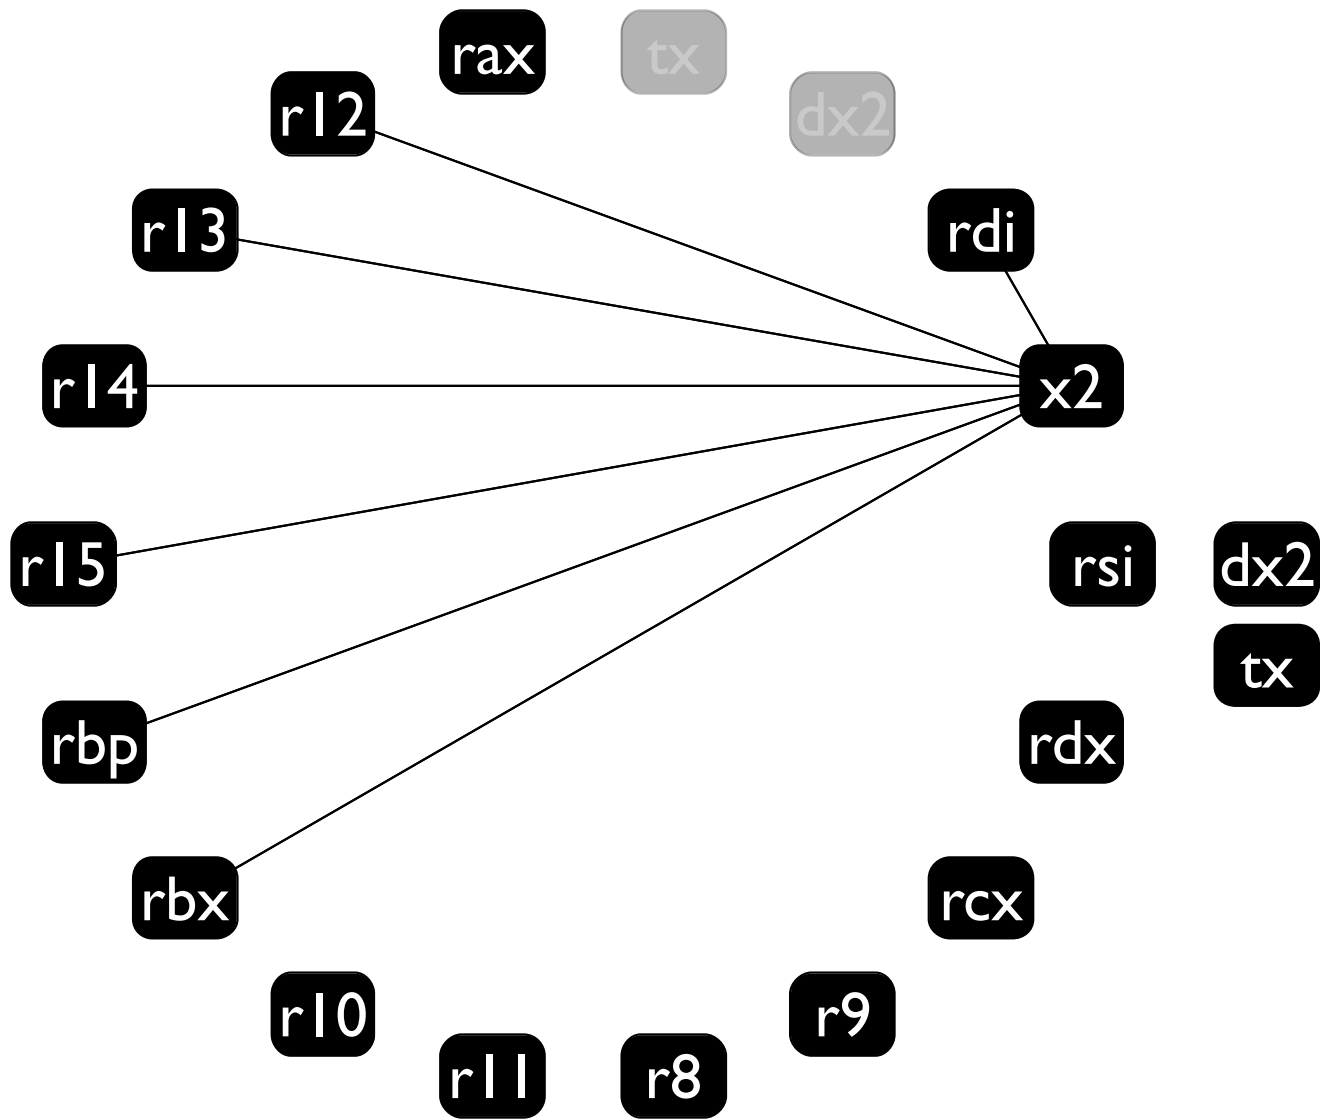 rax
tx
r12
dx2
r13
rdi
r14
x2
r15
rsi
dx2
tx
rbp
rdx
rbx
rcx
r10
r9
r11
r8